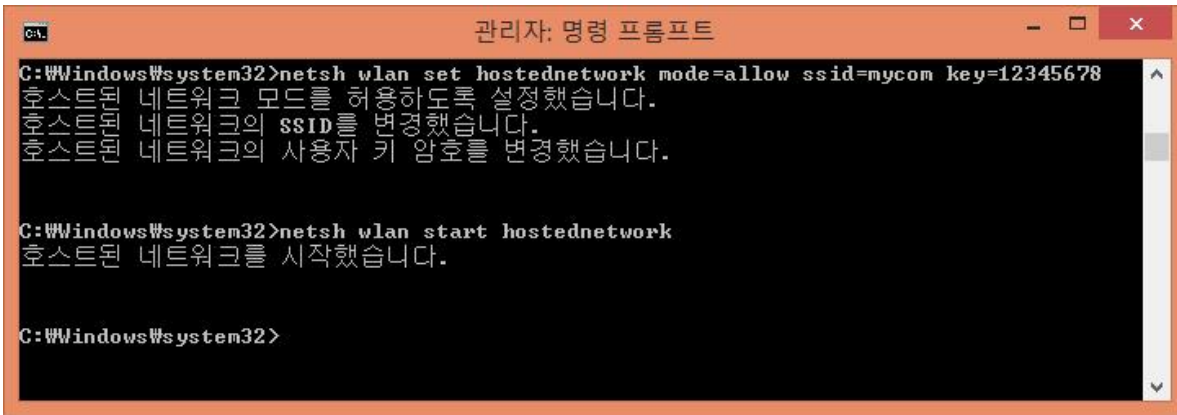 관리자: 명령 프롬프트
C:₩Windows₩system32>netsh wlan set hostednetwork mode=allow ssid=mycom key=12345678
호스트된 네트워크 모드를 허용하도록 설정했습니다.
호스트된 네트워크의 SSID를 변경했습니다.
호스트된 네트워크의 사용자 키 암호를 변경했습니다.
C:₩Windows₩system32>netsh wlan start hostednetwork
호스트된 네트워크를 시작했습니다.
C:₩Windows₩system32>